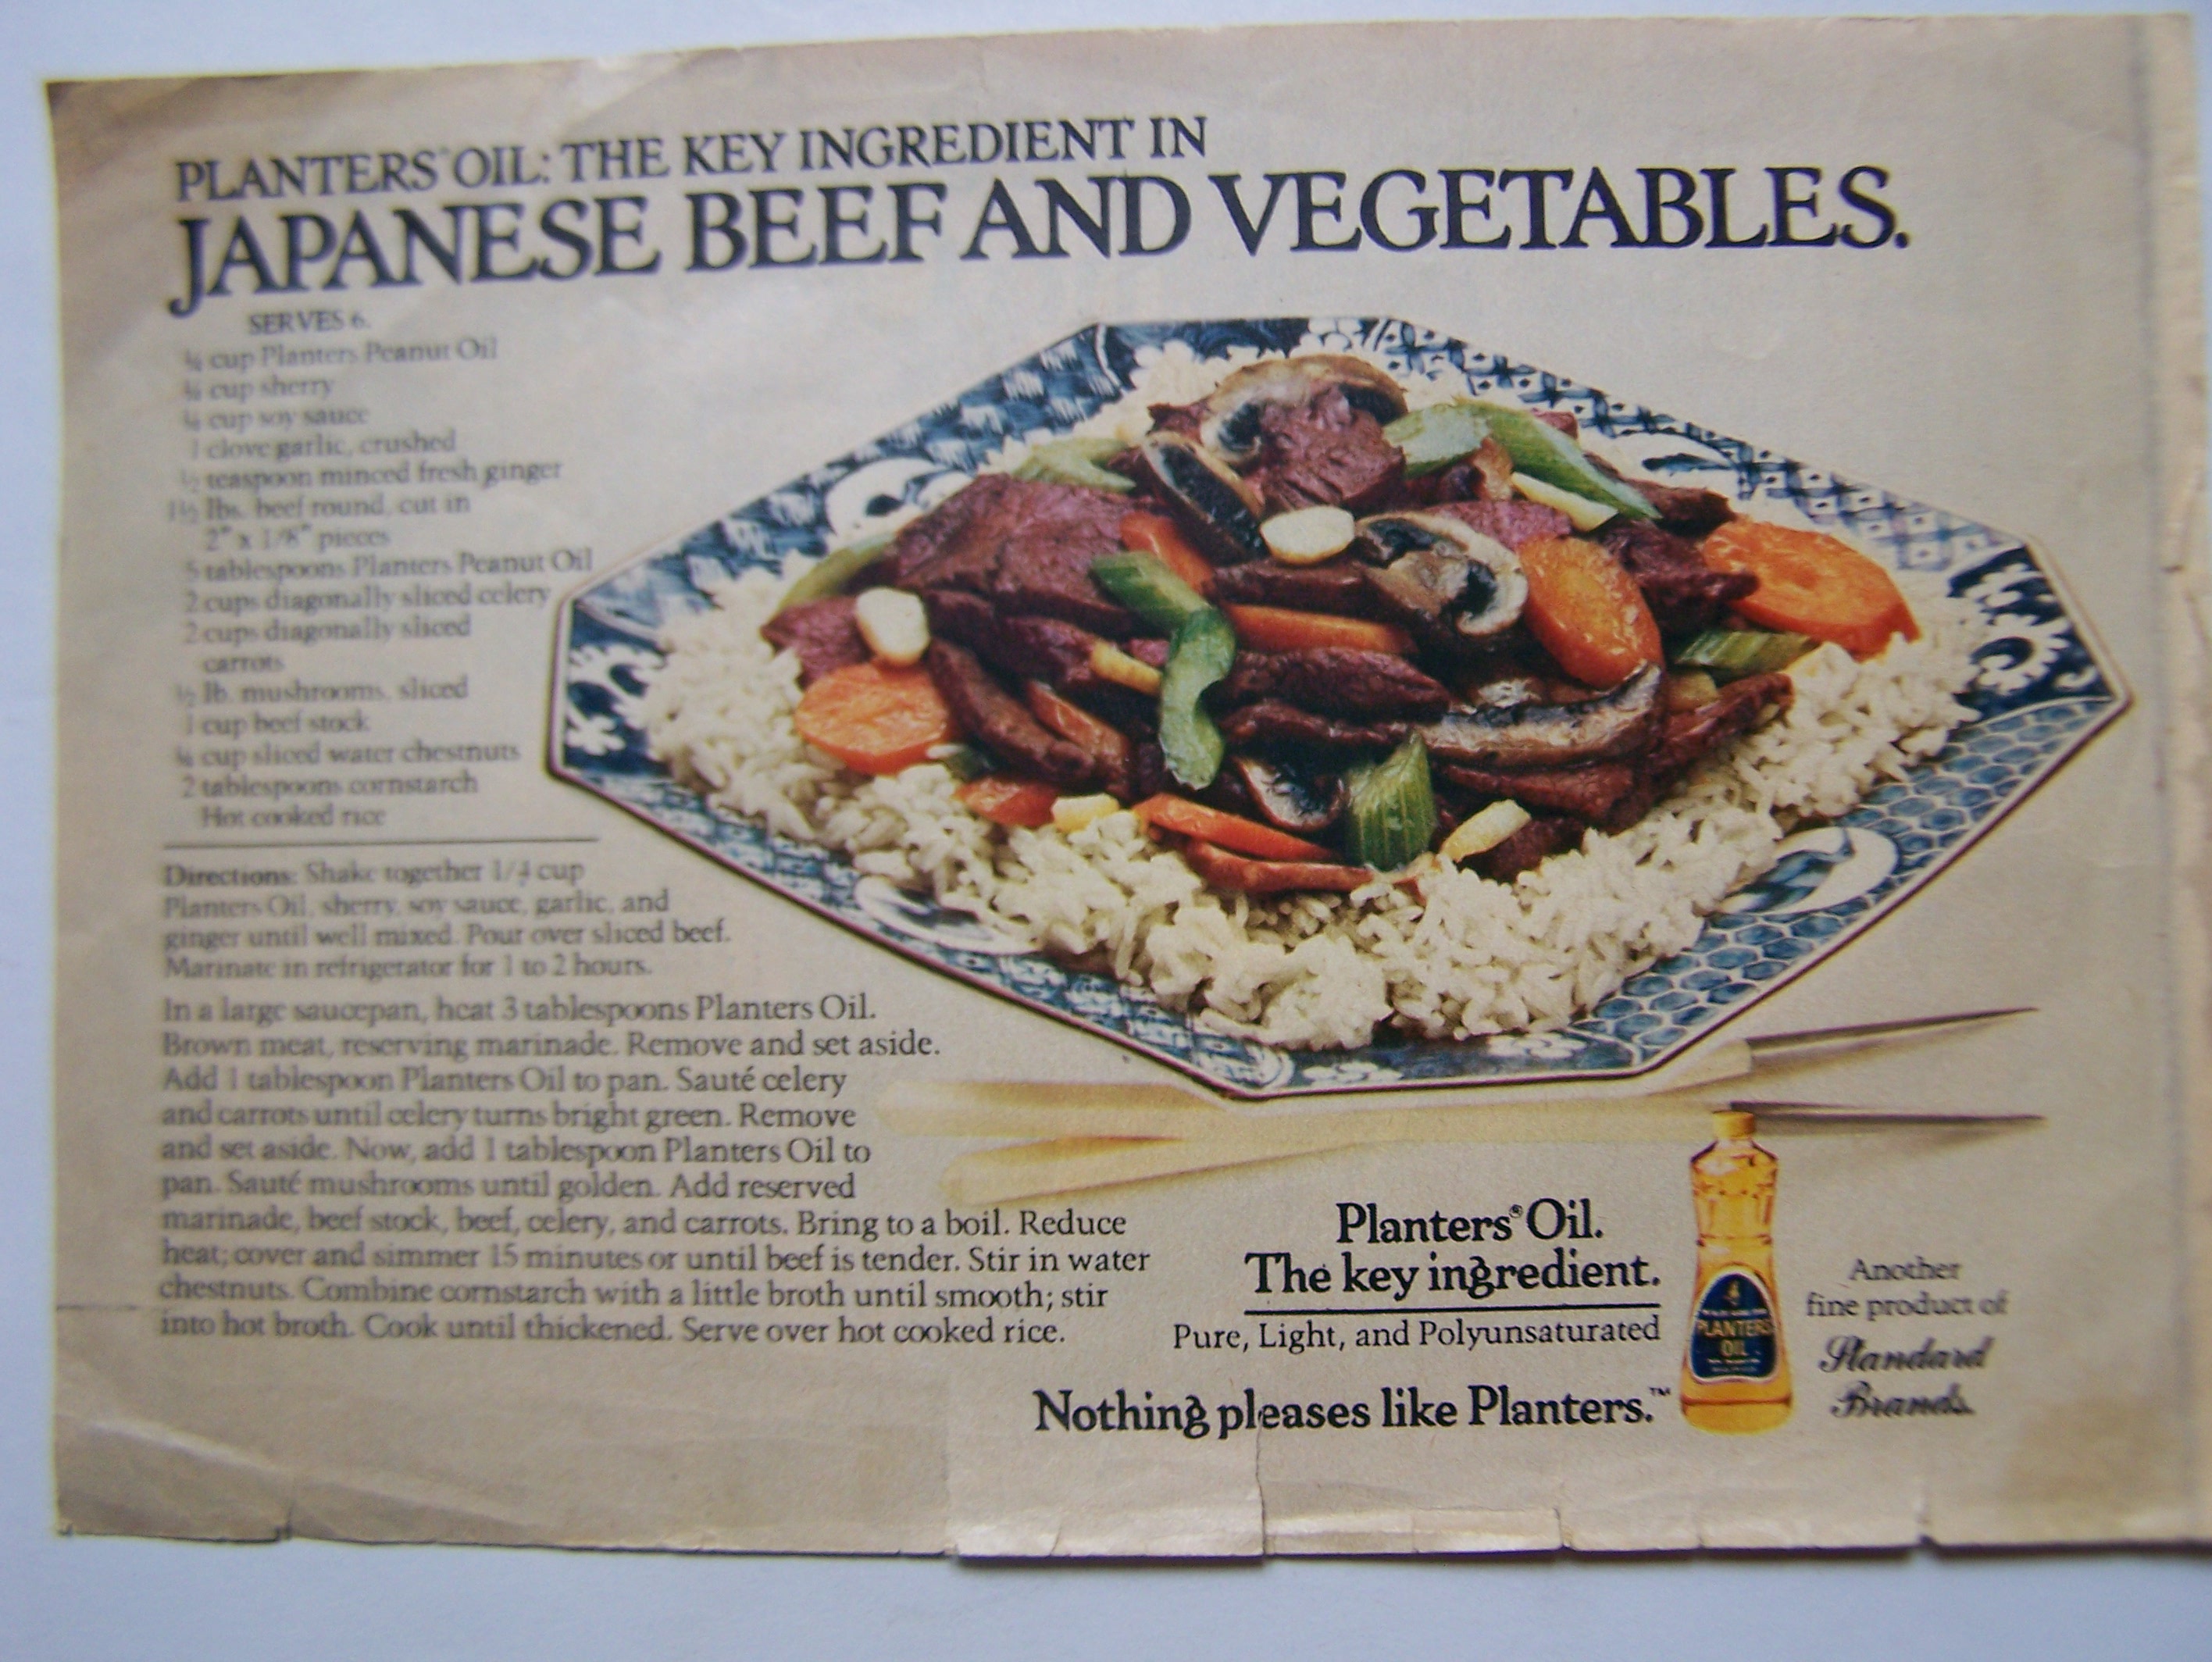 PLANTERS® OIL: THE KEY INGREDIENT IN
JAPANESE BEEF AND VEGETABLES.
SERVES 6.
¼ cup Planters Peanut Oil
cup sherry
¼ cup soy sauce
1 clove garlic, crushed
½ teaspoon minced fresh ginger
1½ lbs. beef round, cut in
2" x 1/8" pieces
5 tablespoons Planters Peanut Oil
2 cups diagonally sliced celery
2 cups diagonally sliced
carrots
½ lb. mushrooms, sliced
1 cup beef stock
cup sliced water chestnuts
2 tablespoons cornstarch
Hot cooked rice
Directions: Shake together 1/4 cup
Planters Oil, sherry, soy sauce, garlic, and
ginger until well mixed. Pour over sliced beef.
Marinate in refrigerator for 1 to 2 hours.
In a large saucepan, heat 3 tablespoons Planters Oil.
Brown meat, reserving marinade. Remove and set aside.
Add 1 tablespoon Planters Oil to pan. Sauté celery
and carrots until celery turns bright green. Remove
and set aside. Now, add 1 tablespoon Planters Oil to
pan. Sauté mushrooms until golden. Add reserved
marinade, beef stock, beef, celery, and carrots. Bring to a boil. Reduce
heat; cover and simmer 15 minutes or until beef is tender. Stir in water
chestnuts. Combine cornstarch with a little broth until smooth; stir
into hot broth. Cook until thickened. Serve over hot cooked rice.
Planters® Oil.
The key ingredient.
Pure, Light, and Polyunsaturated
Nothing pleases like Planters.™
PLANTERS
OIL
Another
fine product of
Standard
Brands.